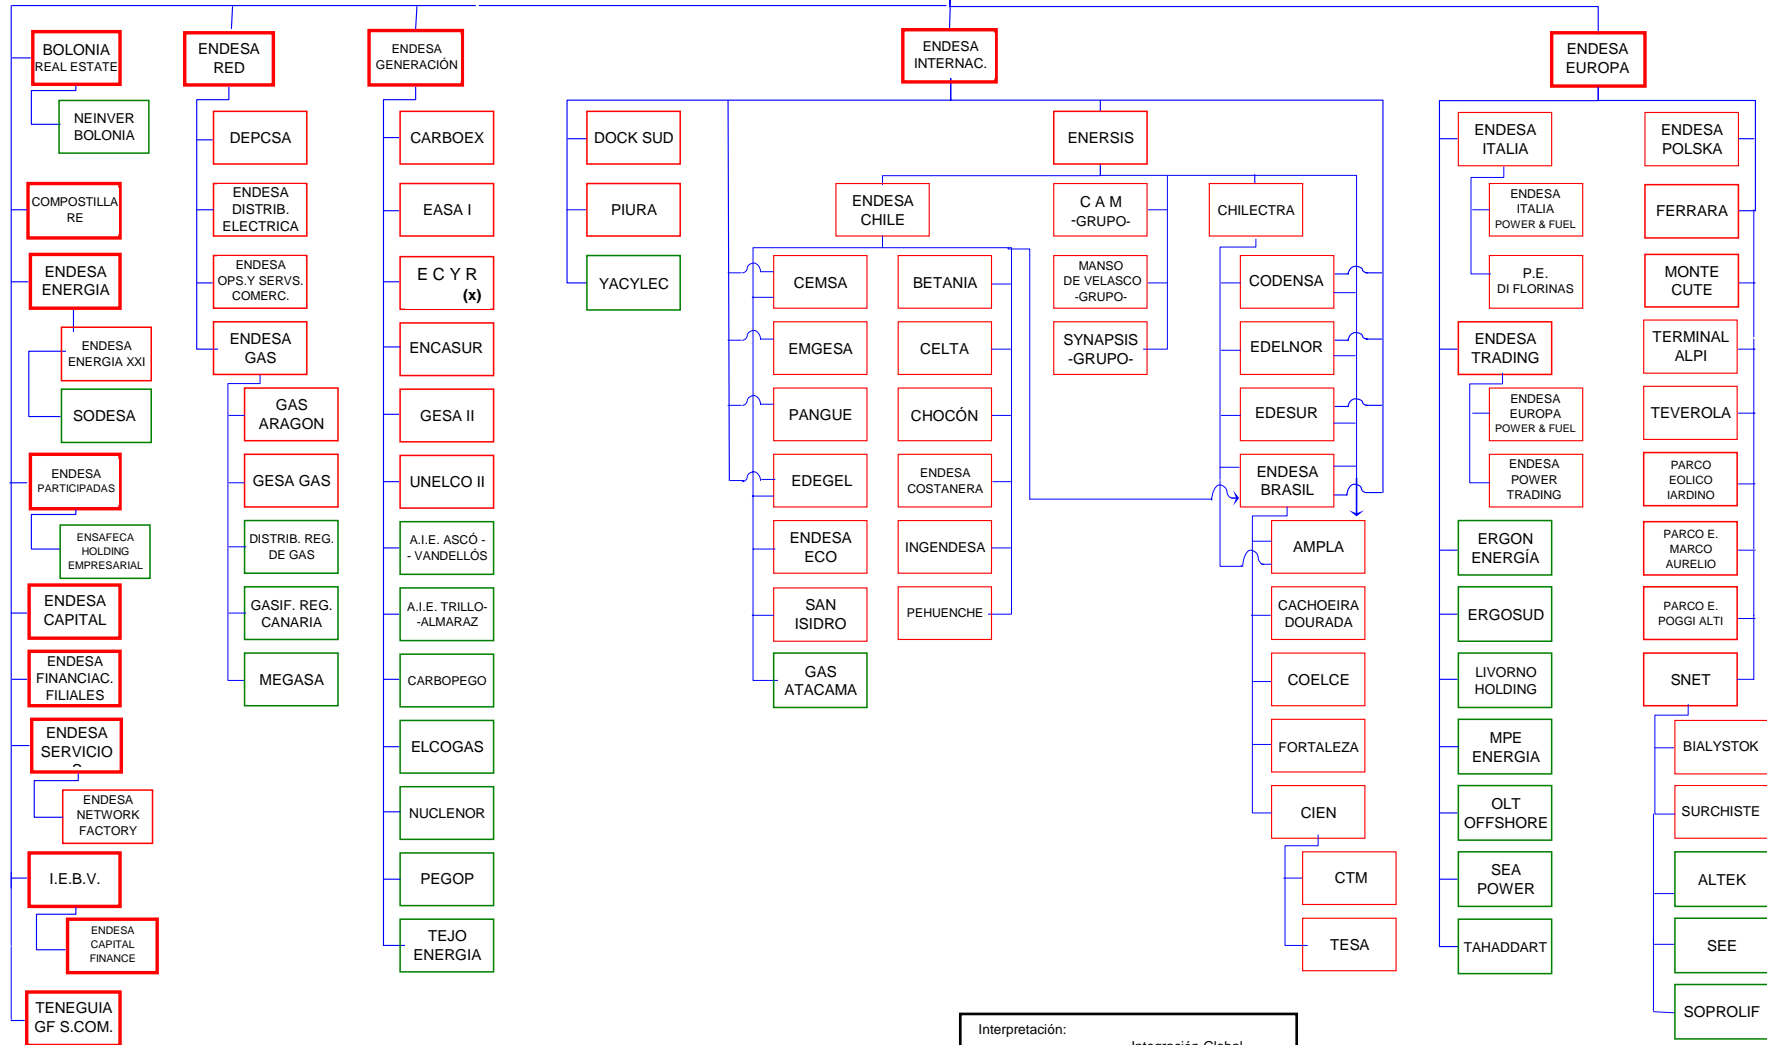 BOLONIA
REAL ESTATE
NEINVER
BOLONIA
COMPOSTILLA
RE
ENDESA
ENERGIA
ENDESA
ENERGIA XXI
SODESA
ENDESA
PARTICIPADAS
ENSAFECA
HOLDING
EMPRESARIAL
ENDESA
CAPITAL
ENDESA
FINANCIAC.
FILIALES
ENDESA
SERVICIO
ENDESA
NETWORK
FACTORY
I.E.B.V.
ENDESA
CAPITAL
FINANCE
TENEGUIA
GF S.COM.
ENDESA
RED
DEPCSA
ENDESA
DISTRIB.
ELECTRICA
ENDESA
OPS.Y SERVS.
COMERC.
ENDESA
GAS
GAS
ARAGON
GESA GAS
DISTRIB. REG.
DE GAS
GASIF. REG.
CANARIA
MEGASA
ENDESA
GENERACIÓN
CARBOEX
EASA I
E C Y R
(x)
ENCASUR
GESA II
UNELCO II
A.I.E. ASCÓ -
- VANDELLÓS
A.I.E. TRILLO-
-ALMARAZ
CARBOPEGO
ELCOGAS
NUCLENOR
PEGOP
TEJO
ENERGIA
ENDESA
INTERNAC.
DOCK SUD
PIURA
YACYLEC
ENERSIS
ENDESA
CHILE
CEMSA
EMGESA
PANGUE
EDEGEL
ENDESA
ECO
SAN
ISIDRO
GAS
ATACAMA
BETANIA
CELTA
CHOCÓN
ENDESA
COSTANERA
INGENDESA
PEHUENCHE
C A M
-GRUPO-
MANSO
DE VELASCO
-GRUPO-
SYNAPSIS
-GRUPO-
CHILECTRA
CODENSA
EDELNOR
EDESUR
ENDESA
BRASIL
AMPLA
CACHOEIRA
DOURADA
COELCE
FORTALEZA
CIEN
CTM
TESA
ENDESA
EUROPA
ENDESA
ITALIA
ENDESA
ITALIA
POWER & FUEL
P.E.
DI FLORINAS
ENDESA
TRADING
ENDESA
EUROPA
POWER & FUEL
ENDESA
POWER
TRADING
ERGON
ENERGÍA
ERGOSUD
LIVORNO
HOLDING
MPE
ENERGIA
OLT
OFFSHORE
SEA
POWER
TAHADDART
ENDESA
POLSKA
FERRARA
MONTE
CUTE
TERMINAL
ALPI
TEVEROLA
PARCO
EOLICO
IARDINO
PARCO E.
MARCO
AURELIO
PARCO E.
POGGI ALTI
SNET
BIALYSTOK
SURCHISTE
ALTEK
SEE
SOPROLIF
Interpretación:
Integración Global